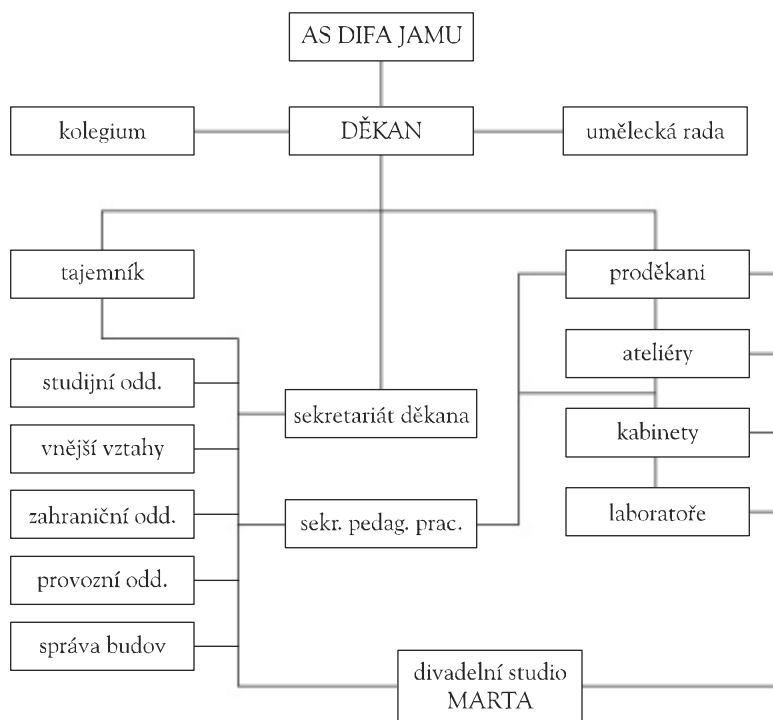 AS DIFA JAMU
kolegium
DĚKAN
umělecká rada
tajemník
proděkani
studijní odd.
vnější vztahy
zahraniční odd.
provozní odd.
správa budov
sekretariát děkana
sekr. pedag. prac.
ateliéry
kabinety
laboratoře
divadelní studio
MARTA